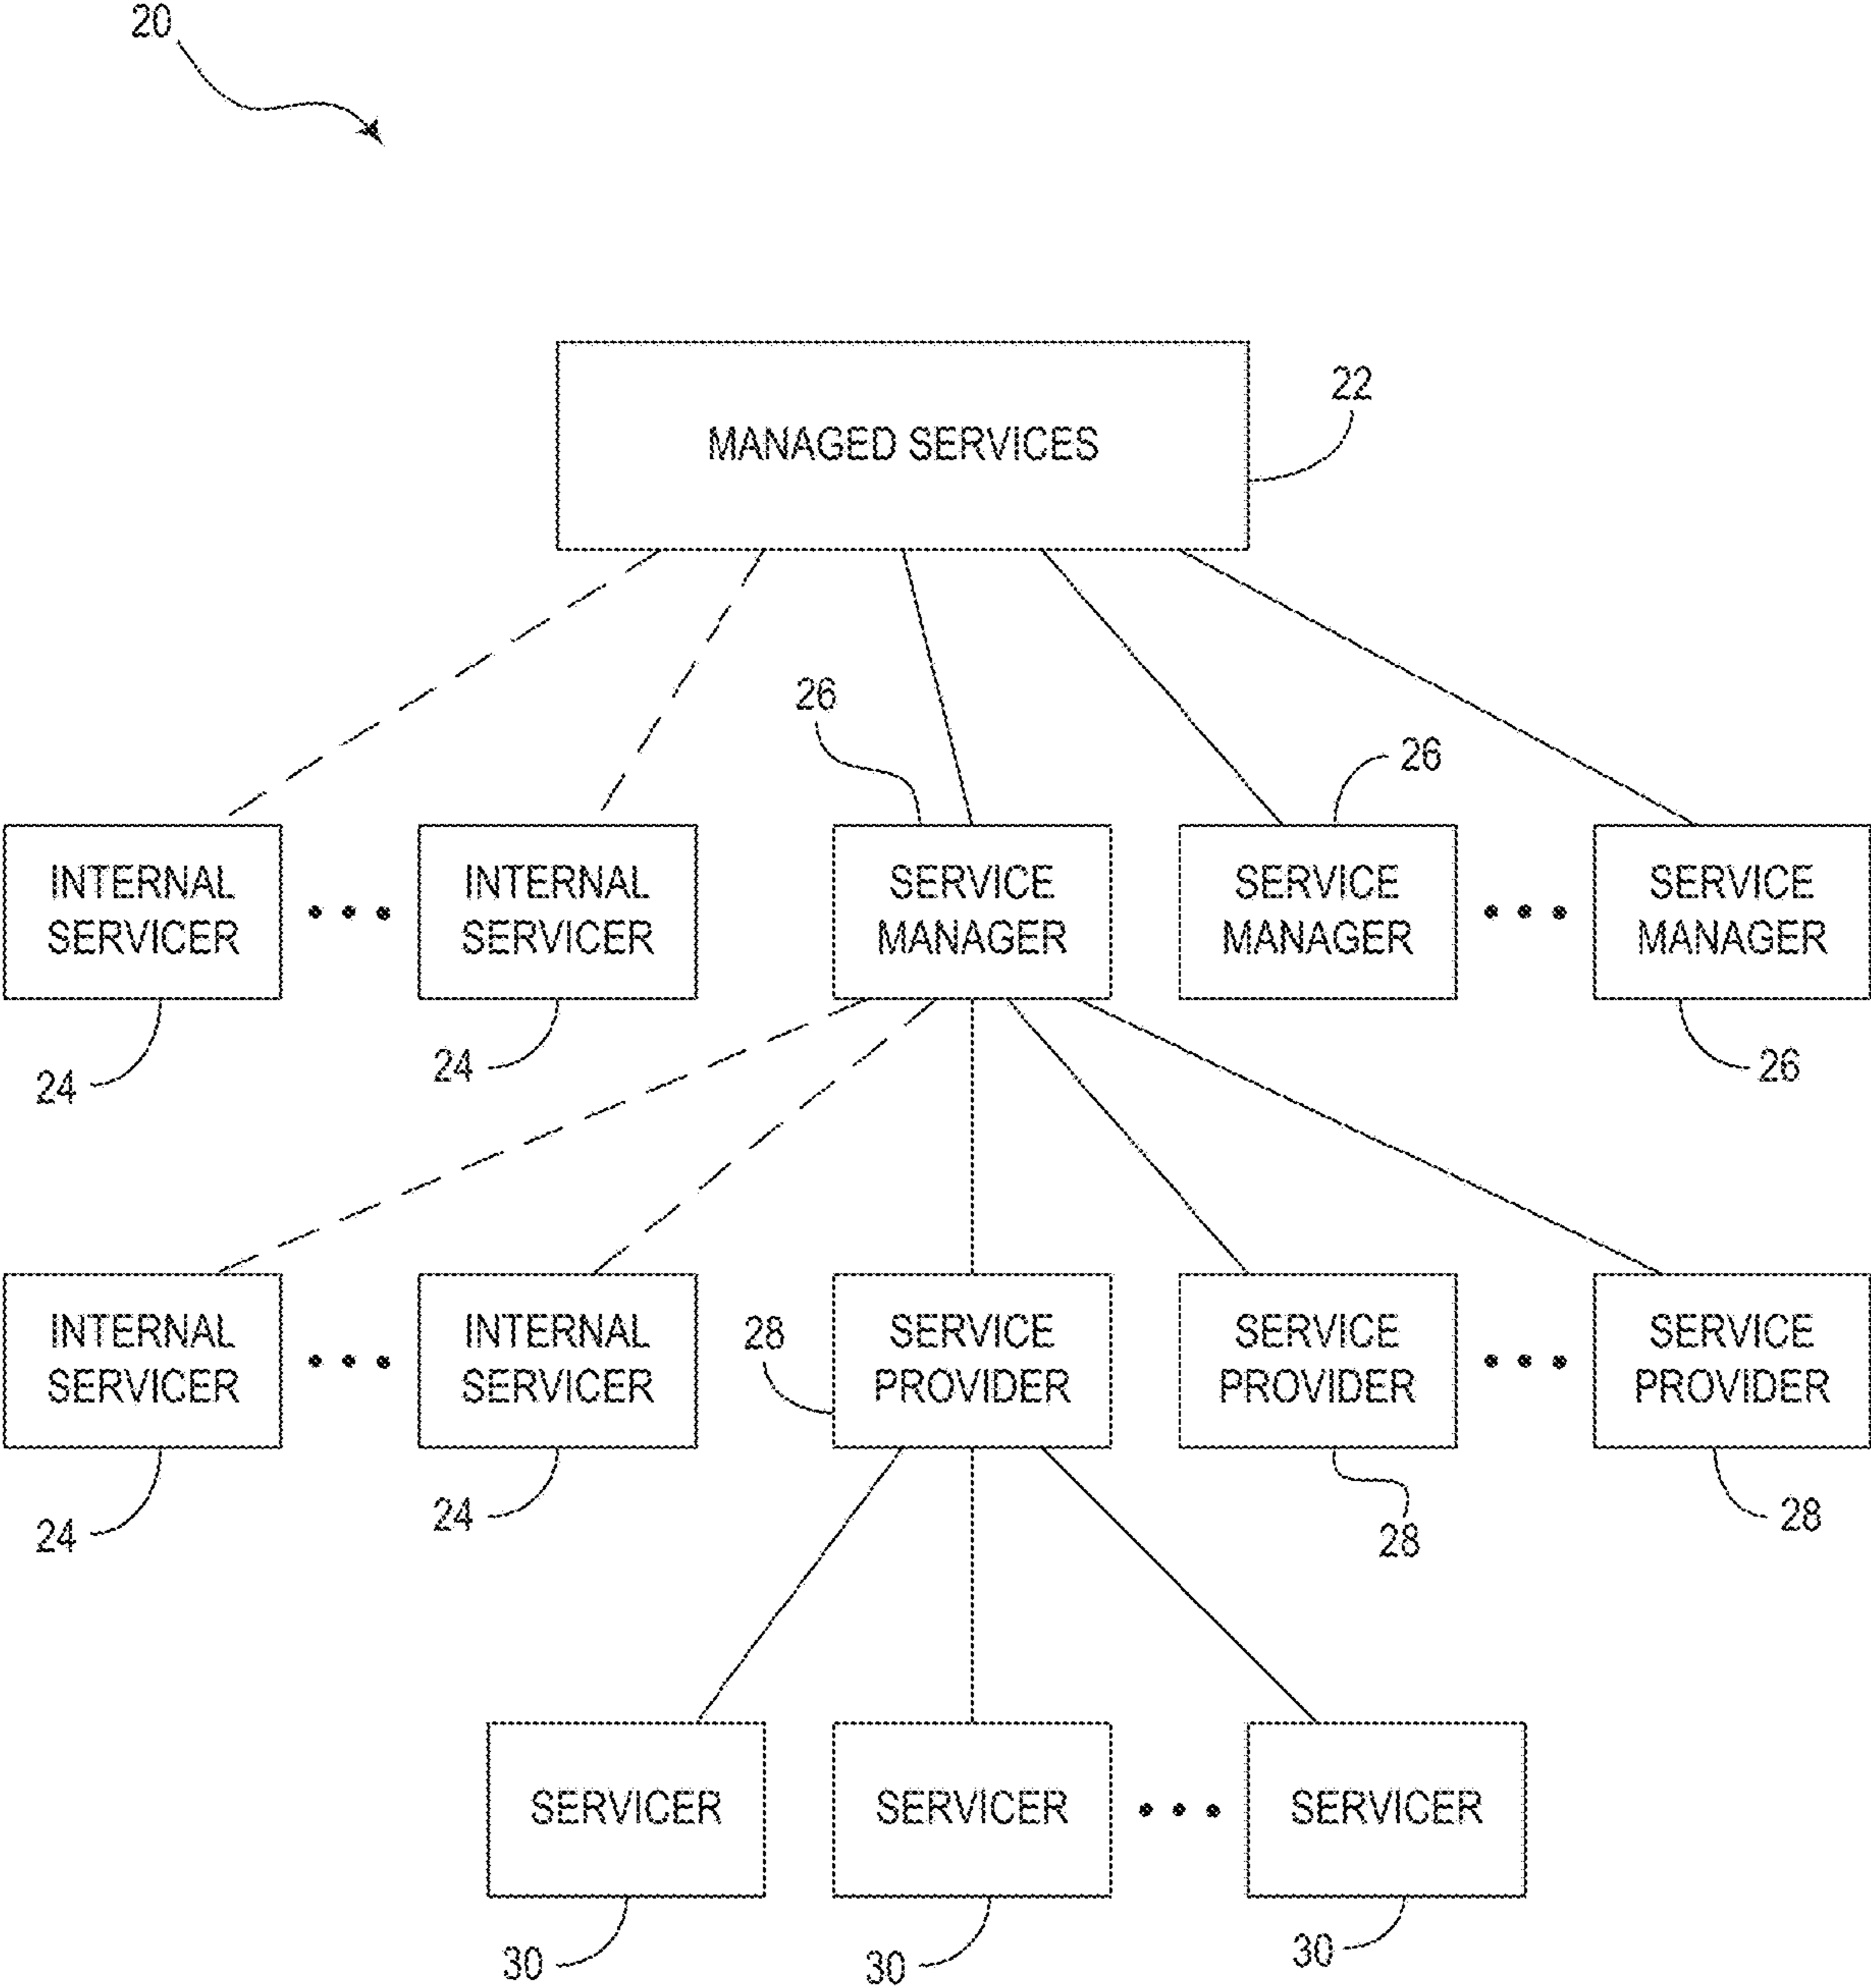 20
MANAGED SERVICES
22
26
26
INTERNAL
SERVICER
INTERNAL
SERVICER
SERVICE
MANAGER
SERVICE
MANAGER
SERVICE
MANAGER
24
24
26
INTERNAL
SERVICER
INTERNAL
SERVICER
28
SERVICE
PROVIDER
SERVICE
PROVIDER
SERVICE
PROVIDER
24
24
28
28
SERVICER
SERVICER
SERVICER
30
30
30